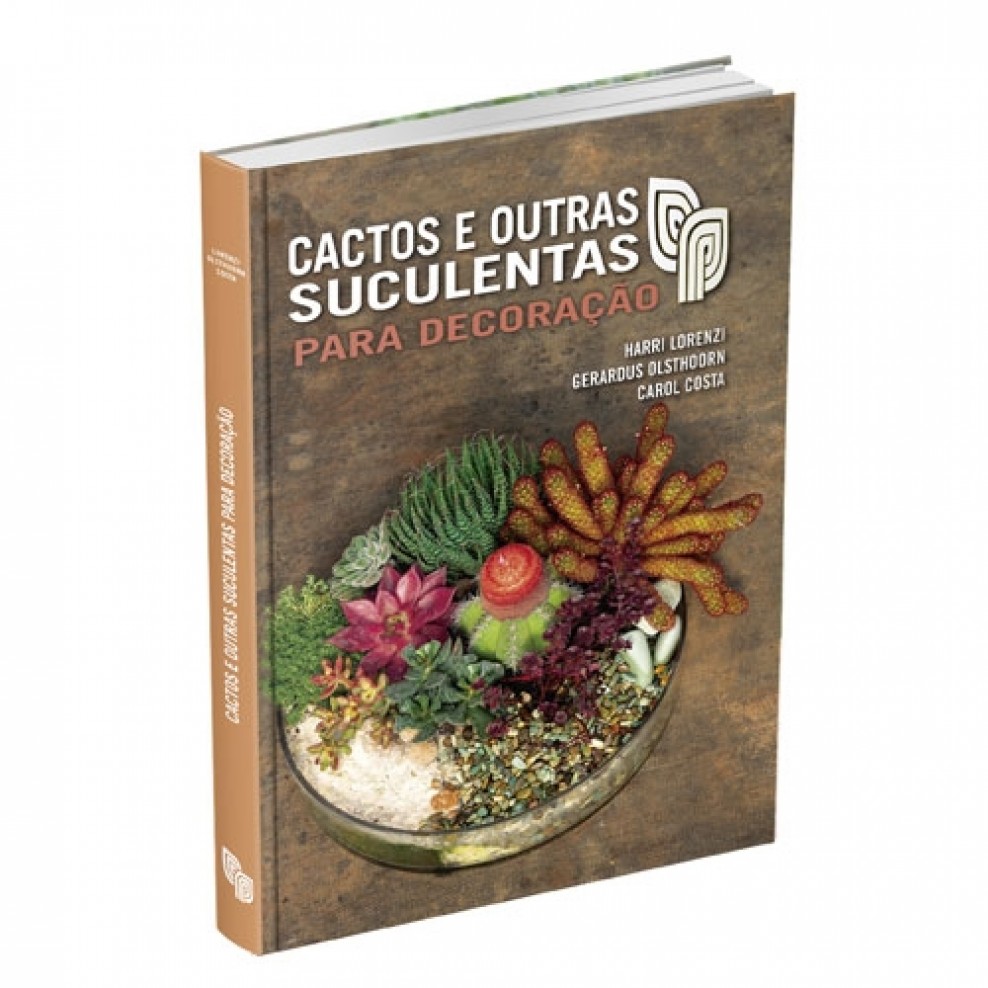 CACTOS E OUTRAS
SUCULENTAS
PARA DECORAÇÃO
HARRI LORENZI
GERARDUS OLSTHOORN
CAROL COSTA
CACTOS E OUTRAS SUCULENTAS PARA DECORAÇÃO